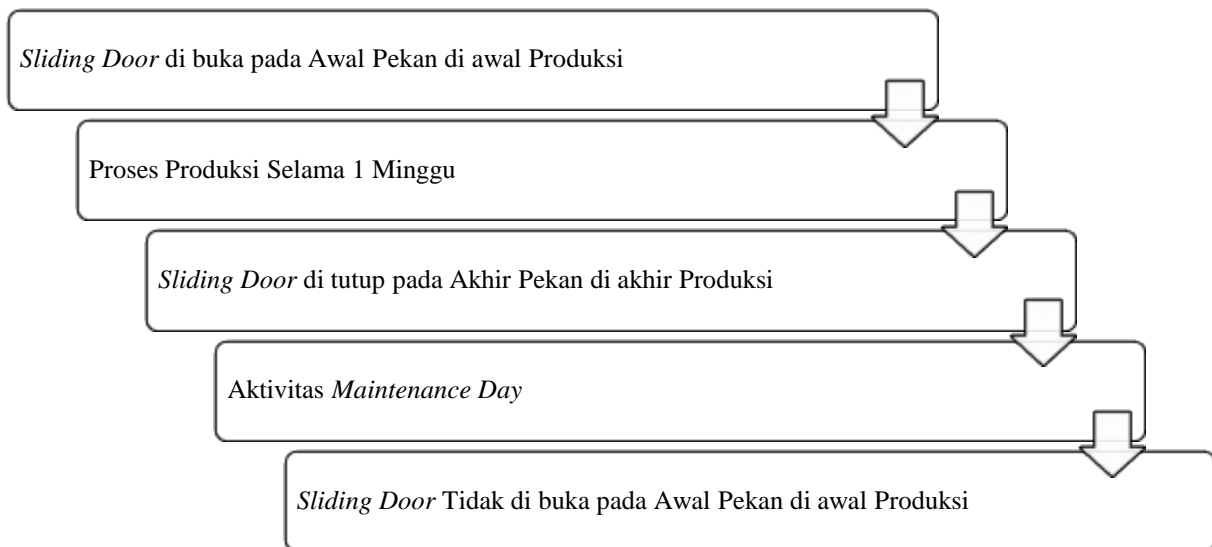 Sliding Door di buka pada Awal Pekan di awal Produksi
Proses Produksi Selama 1 Minggu
Sliding Door di tutup pada Akhir Pekan di akhir Produksi
Aktivitas Maintenance Day
Sliding Door Tidak di buka pada Awal Pekan di awal Produksi